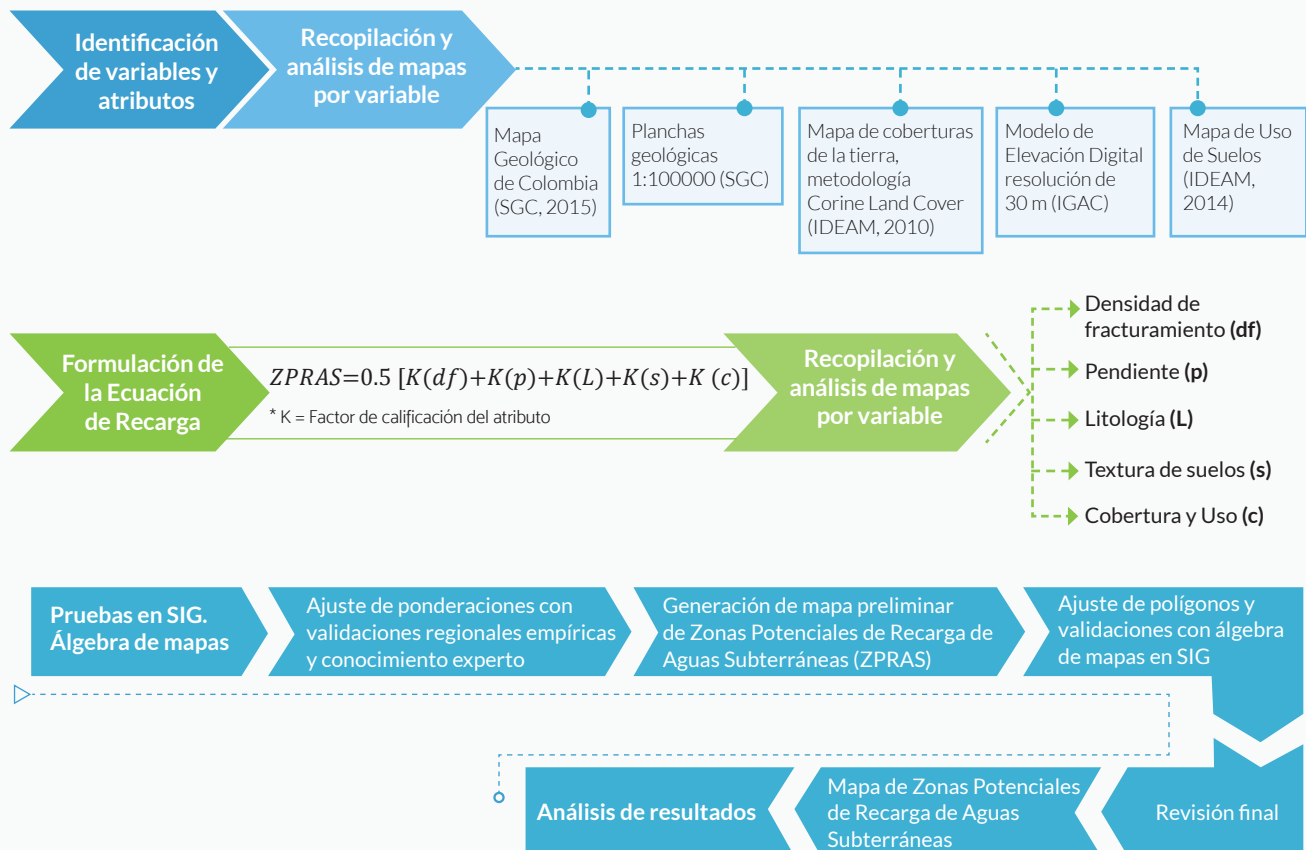 Identificación
de variables y
atributos
Recopilación y
análisis de mapas
por variable
Mapa
Geológico
de Colombia
(SGC, 2015)
Planchas
geológicas
1:100000 (SGC)
Mapa de coberturas
de la tierra,
metodología
Corine Land Cover
(IDEAM, 2010)
Modelo de
Elevación Digital
resolución de
30 m (IGAC)
Mapa de Uso
de Suelos
(IDEAM,
2014)
Formulación de
la Ecuación
de Recarga
ZPRAS=0.5 [K(df)+K(p)+K(L)+K(s)+K (c)]
* K = Factor de calificación del atributo
Recopilación y
análisis de mapas
por variable
Densidad de
fracturamiento (df)
Pendiente (p)
Litología (L)
Textura de suelos (s)
Cobertura y Uso (c)
Pruebas en SIG.
Álgebra de mapas
Ajuste de ponderaciones con
validaciones regionales empíricas
y conocimiento experto
Generación de mapa preliminar
de Zonas Potenciales de Recarga de
Aguas Subterráneas (ZPRAS)
Ajuste de polígonos y
validaciones con álgebra
de mapas en SIG
Revisión final
Mapa de Zonas Potenciales
de Recarga de Aguas
Subterráneas
Análisis de resultados